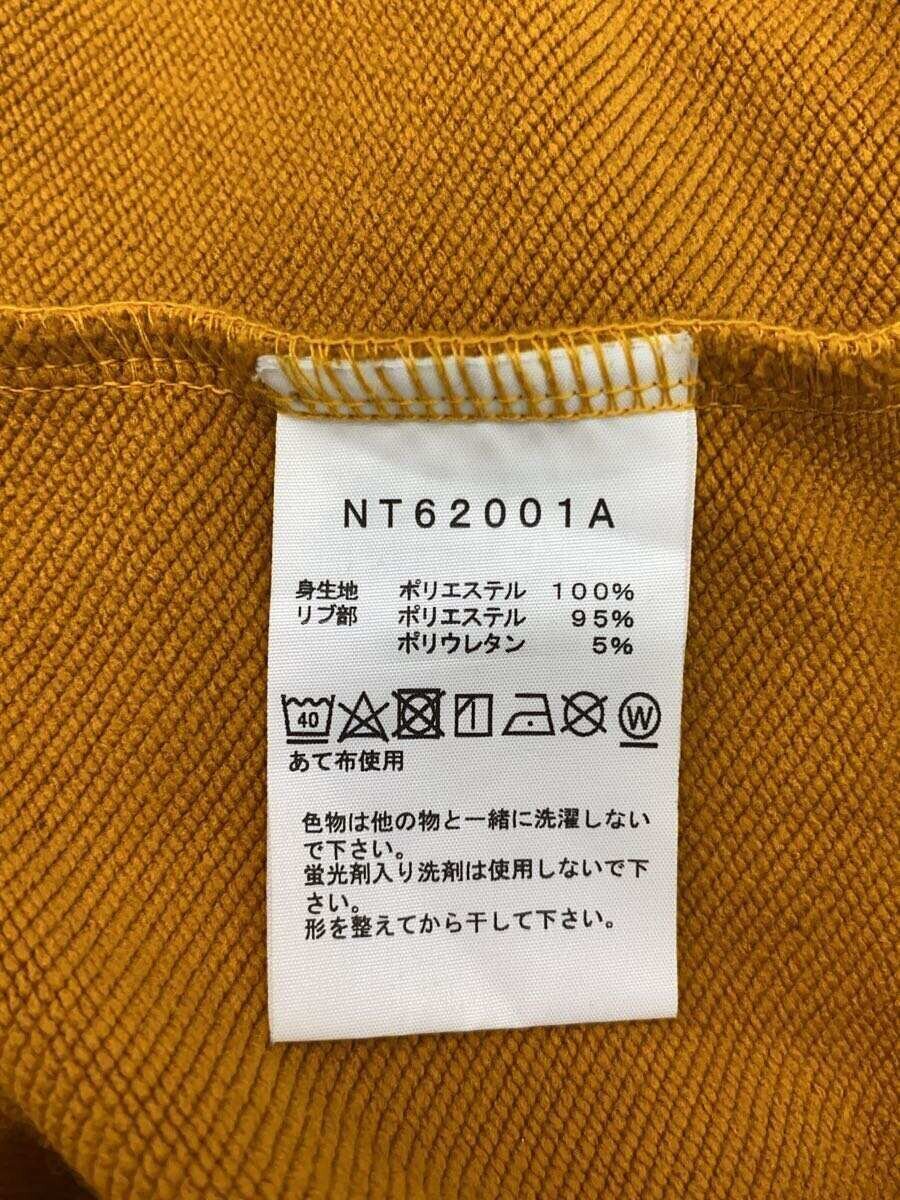 NT62001A
身生地 ポリエステル 100%
リブ部 ポリエステル 95%
ポリウレタン 5%
40 W
あて布使用
色物は他の物と一緒に洗濯しない
で下さい。
蛍光剤入り洗剤は使用しないで下
さい。
形を整えてから干して下さい。